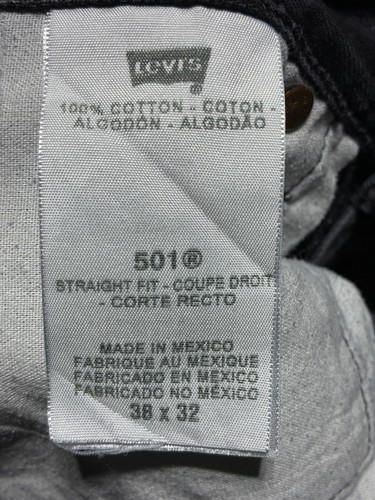 Levi's
®
100% COTTON - COTON -
ALGODÓN - ALGODÃO
501®
STRAIGHT FIT - COUPE DROIT
- CORTE RECTO
MADE IN MEXICO
FABRIQUE AU MEXIQUE
FABRICADO EN MÉXICO
FABRICADO NO MÉXICO
38 X 32